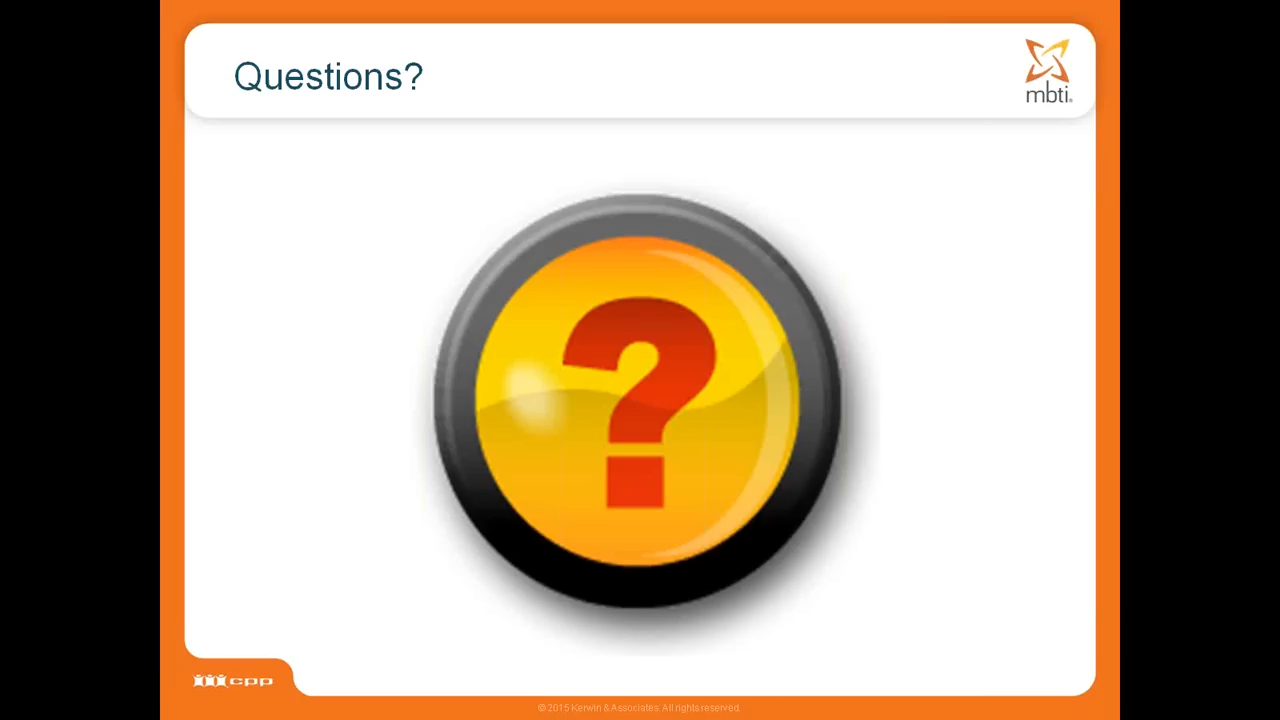 Questions?
mbti®
?
cpp
© 2015 Kerwin & Associates. All rights reserved.